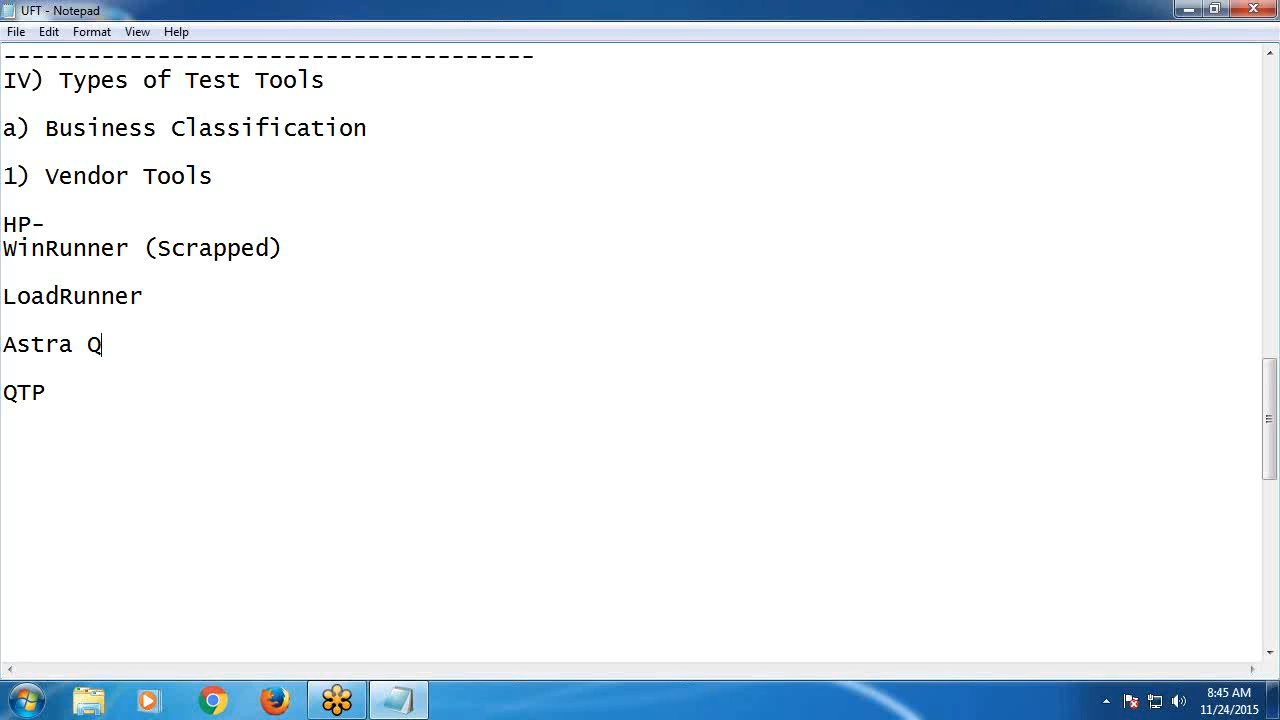 UFT - Notepad
File Edit Format View Help
--------------------------------------
IV) Types of Test Tools
a) Business Classification
1) Vendor Tools
HP-
WinRunner (Scrapped)
LoadRunner
Astra Q
QTP
8:45 AM
11/24/2015